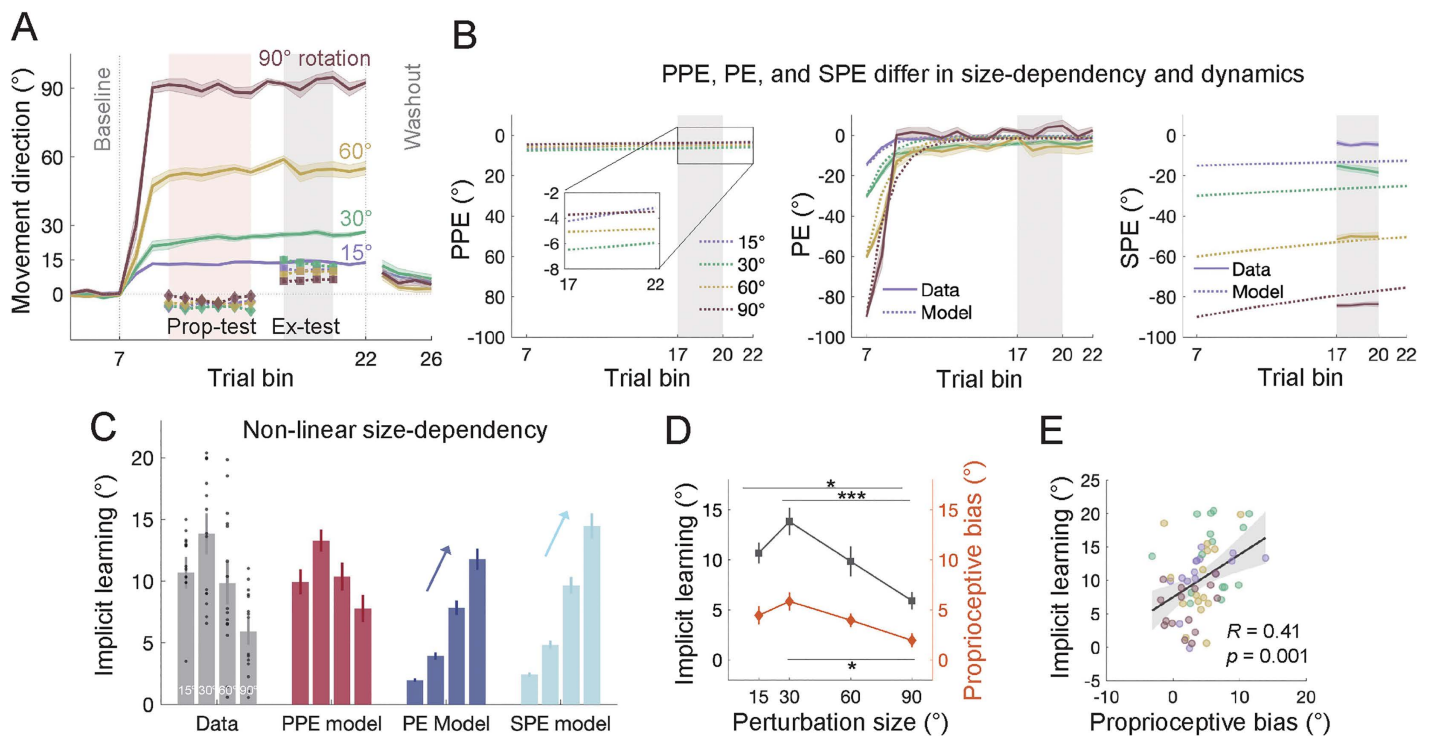 A
Movement direction (°)
90
60
30
15
0
Baseline
90° rotation
60°
30°
15°
Washout
Prop-test
Ex-test
7
22
26
Trial bin
B
PPE, PE, and SPE differ in size-dependency and dynamics
PPE (°)
0
-20
-40
-60
-80
-100
-2
-4
-6
-8
17
22
15°
30°
60°
90°
7
17
20
22
Trial bin
PE (°)
0
-20
-40
-60
-80
-100
Data
Model
7
17
20
22
Trial bin
SPE (°)
0
-20
-40
-60
-80
-100
Data
Model
7
17
20
22
Trial bin
C
Non-linear size-dependency
Implicit learning (°)
20
15
10
5
0
15°
30°
60°
90°
Data
PPE model
PE Model
SPE model
D
Implicit learning (°)
15
10
5
0
*
***
*
15
10
5
0
Proprioceptive bias (°)
15
30
60
90
Perturbation size (°)
E
Implicit learning (°)
25
20
15
10
5
0
-5
R = 0.41
p = 0.001
-10
0
10
20
Proprioceptive bias (°)